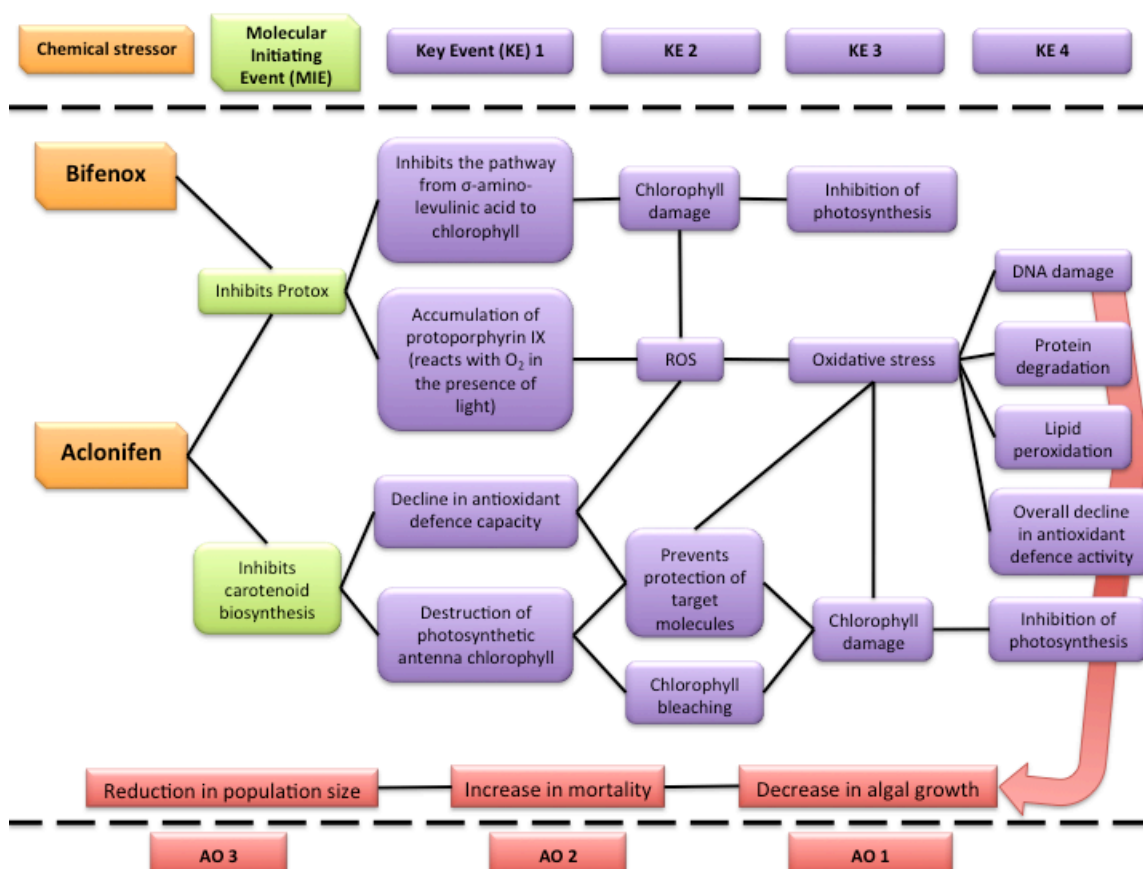 Chemical stressor
Molecular
Initiating
Event (MIE)
Key Event (KE) 1
KE 2
KE 3
KE 4
Bifenox
Inhibits the pathway
from σ-amino-
levulinic acid to
chlorophyll
Chlorophyll
damage
Inhibition of
photosynthesis
Inhibits Protox
DNA damage
Accumulation of
protoporphyrin IX
(reacts with O₂ in
the presence of
light)
ROS
Oxidative stress
Protein
degradation
Aclonifen
Lipid
peroxidation
Decline in antioxidant
defence capacity
Overall decline
in antioxidant
defence activity
Inhibits
carotenoid
biosynthesis
Prevents
protection of
target
molecules
Destruction of
photosynthetic
antenna chlorophyll
Chlorophyll
damage
Inhibition of
photosynthesis
Chlorophyll
bleaching
Reduction in population size
Increase in mortality
Decrease in algal growth
AO 3
AO 2
AO 1